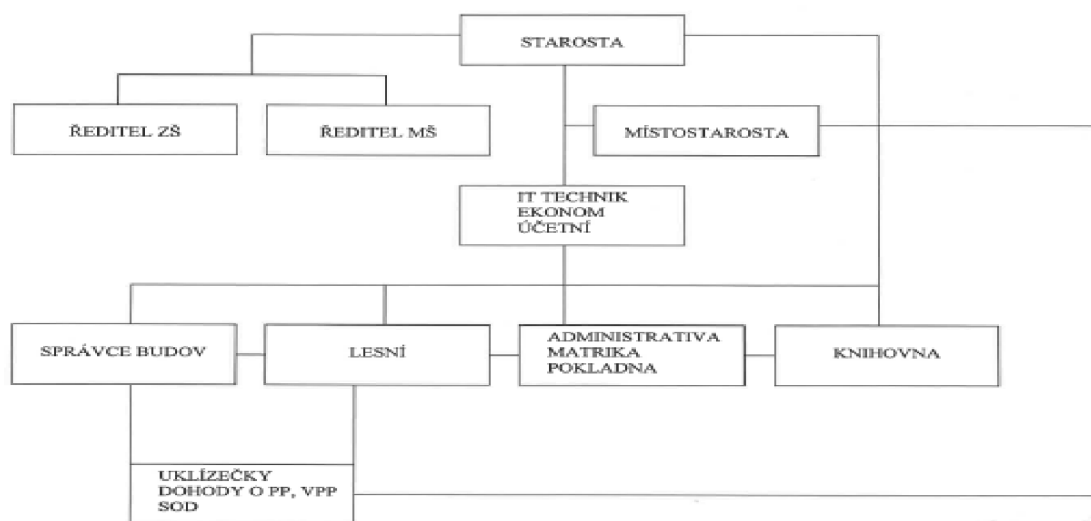 STAROSTA
ŘEDITEL ZŠ
ŘEDITEL MŠ
MÍSTOSTAROSTA
IT TECHNIK
EKONOM
ÚČETNÍ
SPRÁVCE BUDOV
LESNÍ
ADMINISTRATIVA
MATRIKA
POKLADNA
KNIHOVNA
UKLÍZEČKY
DOHODY O PP, VPP
SOD